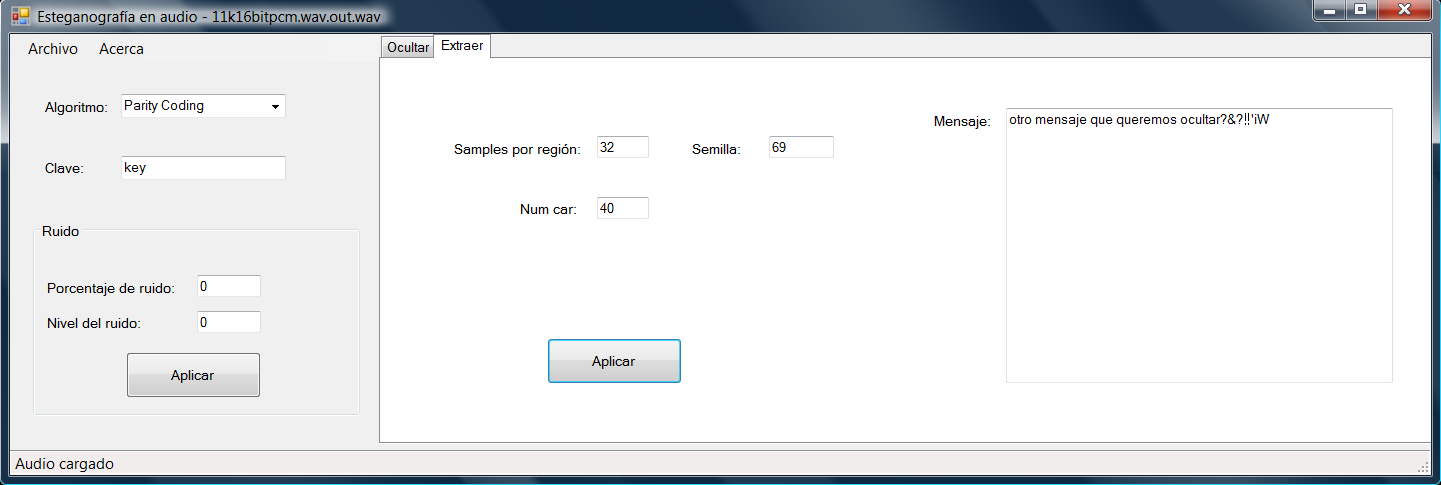 Esteganografía en audio - 11k16bitpcm.wav.out.wav
Archivo Acerca
Algoritmo: Parity Coding
Clave: key
Ruido
Porcentaje de ruido: 0
Nivel del ruido: 0
Aplicar
Ocultar Extraer
Samples por región: 32 Semilla: 69
Num car: 40
Aplicar
Mensaje: otro mensaje que queremos ocultar?&?‼'iW
Audio cargado